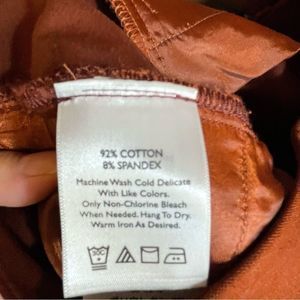 92% COTTON
8% SPANDEX
Machine Wash Cold Delicate
With Like Colors.
Only Non-Chlorine Bleach
When Needed. Hang To Dry.
Warm Iron As Desired.